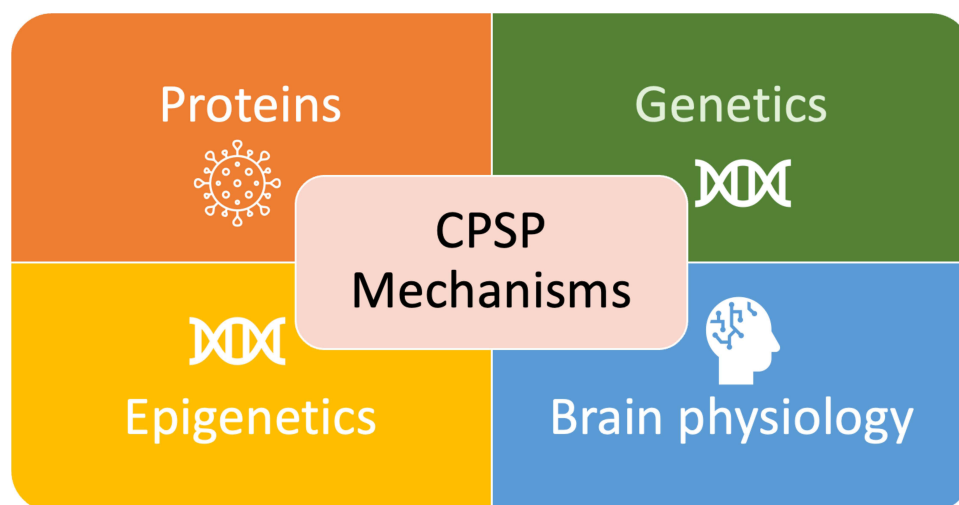 Proteins
Genetics
CPSP
Mechanisms
Epigenetics
Brain physiology